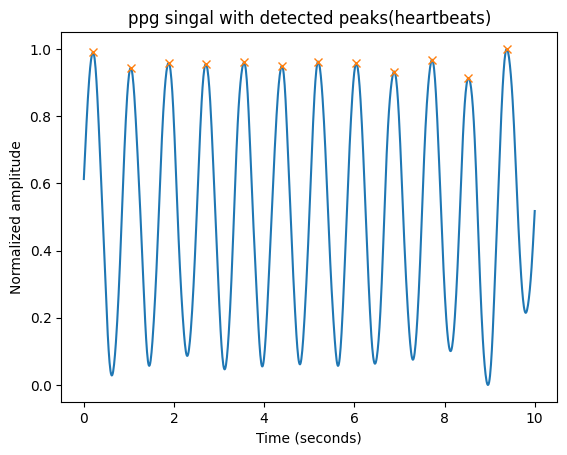 ppg singal with detected peaks(heartbeats)
1.0
0.8
0.6
0.4
0.2
0.0
Normalized amplitude
0 2 4 6 8 10
Time (seconds)